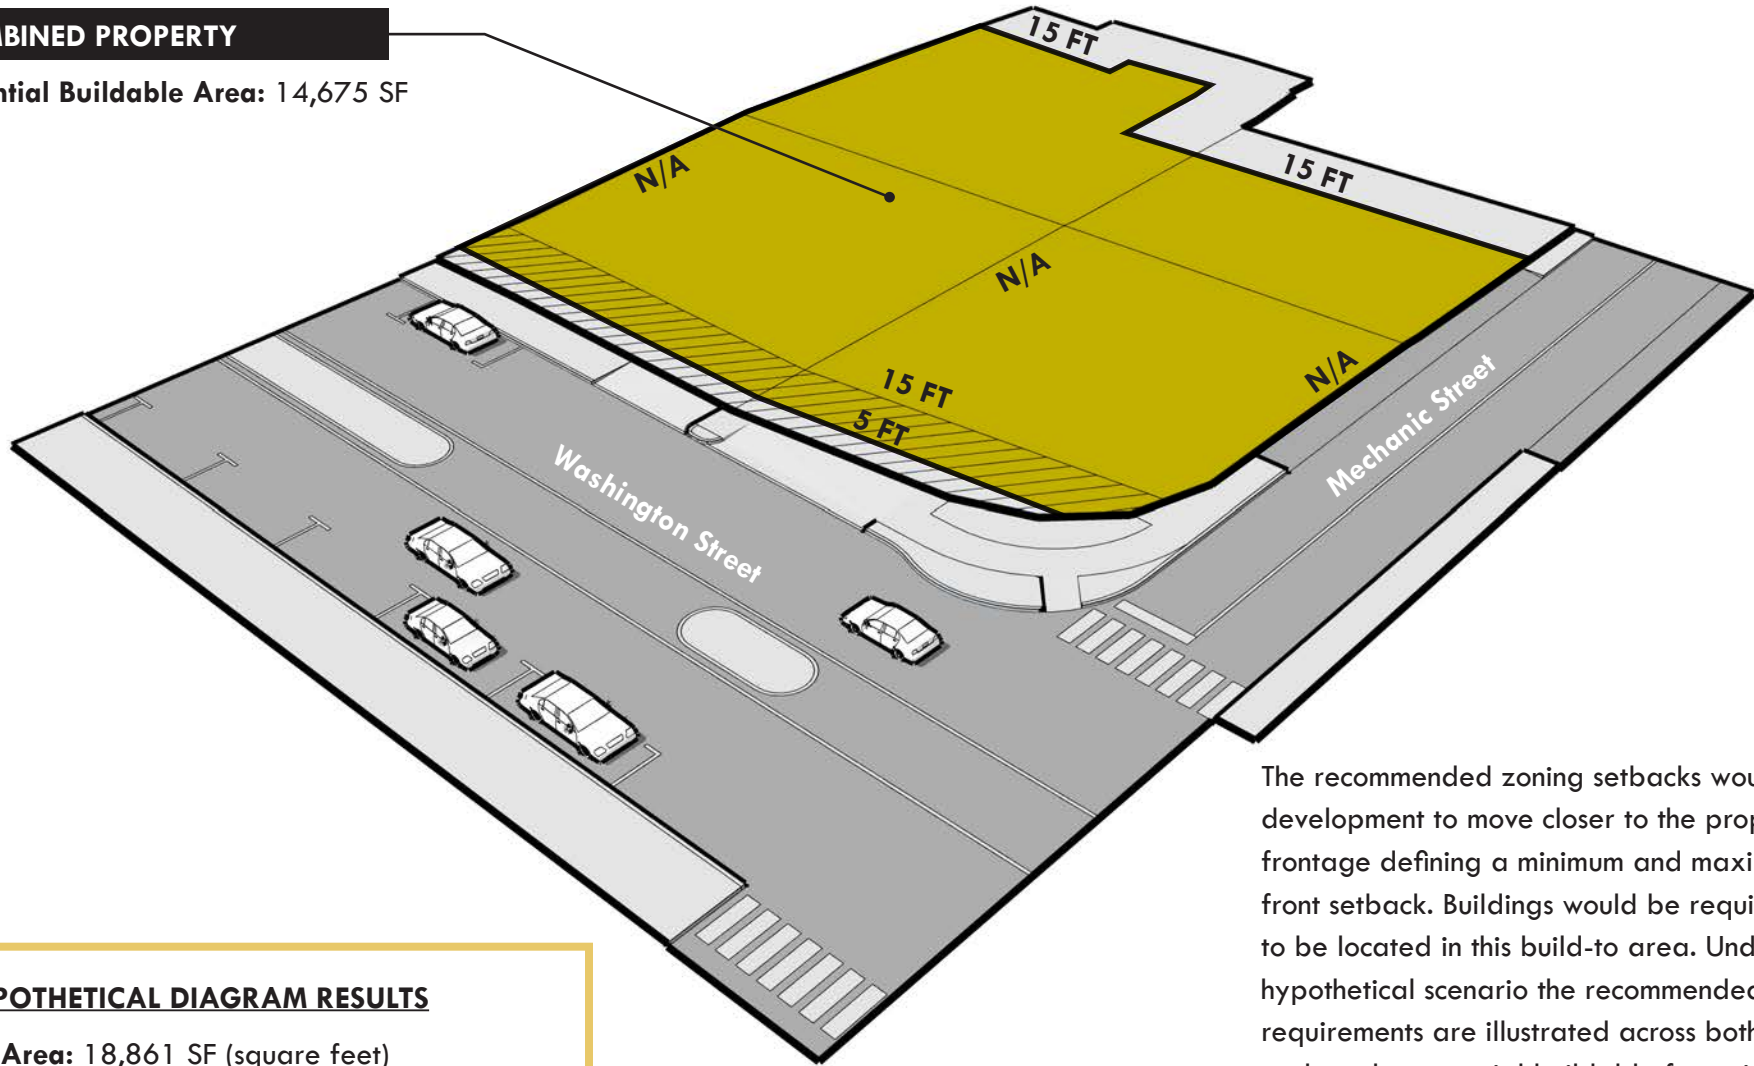 MBINED PROPERTY
ntial Buildable Area: 14,675 SF
15 FT
15 FT
N/A
N/A
N/A
15 FT
5 FT
Washington Street
Mechanic Street
The recommended zoning setbacks wou
development to move closer to the prop
frontage defining a minimum and maxi
front setback. Buildings would be requi
to be located in this build-to area. Und
hypothetical scenario the recommended
requirements are illustrated across both
POTHETICAL DIAGRAM RESULTS
Area: 18,861 SF (square feet)